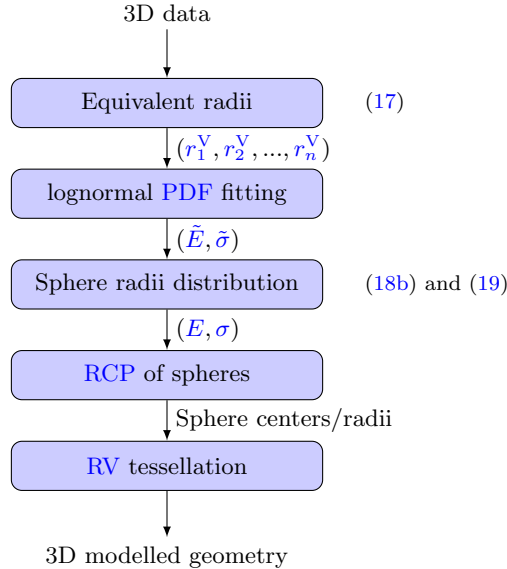 3D data
Equivalent radii (17)
(r₁ⱽ, r₂ⱽ, ..., rₙⱽ)
lognormal PDF fitting
(Ẽ, σ̃)
Sphere radii distribution (18b) and (19)
(E, σ)
RCP of spheres
Sphere centers/radii
RV tessellation
3D modelled geometry